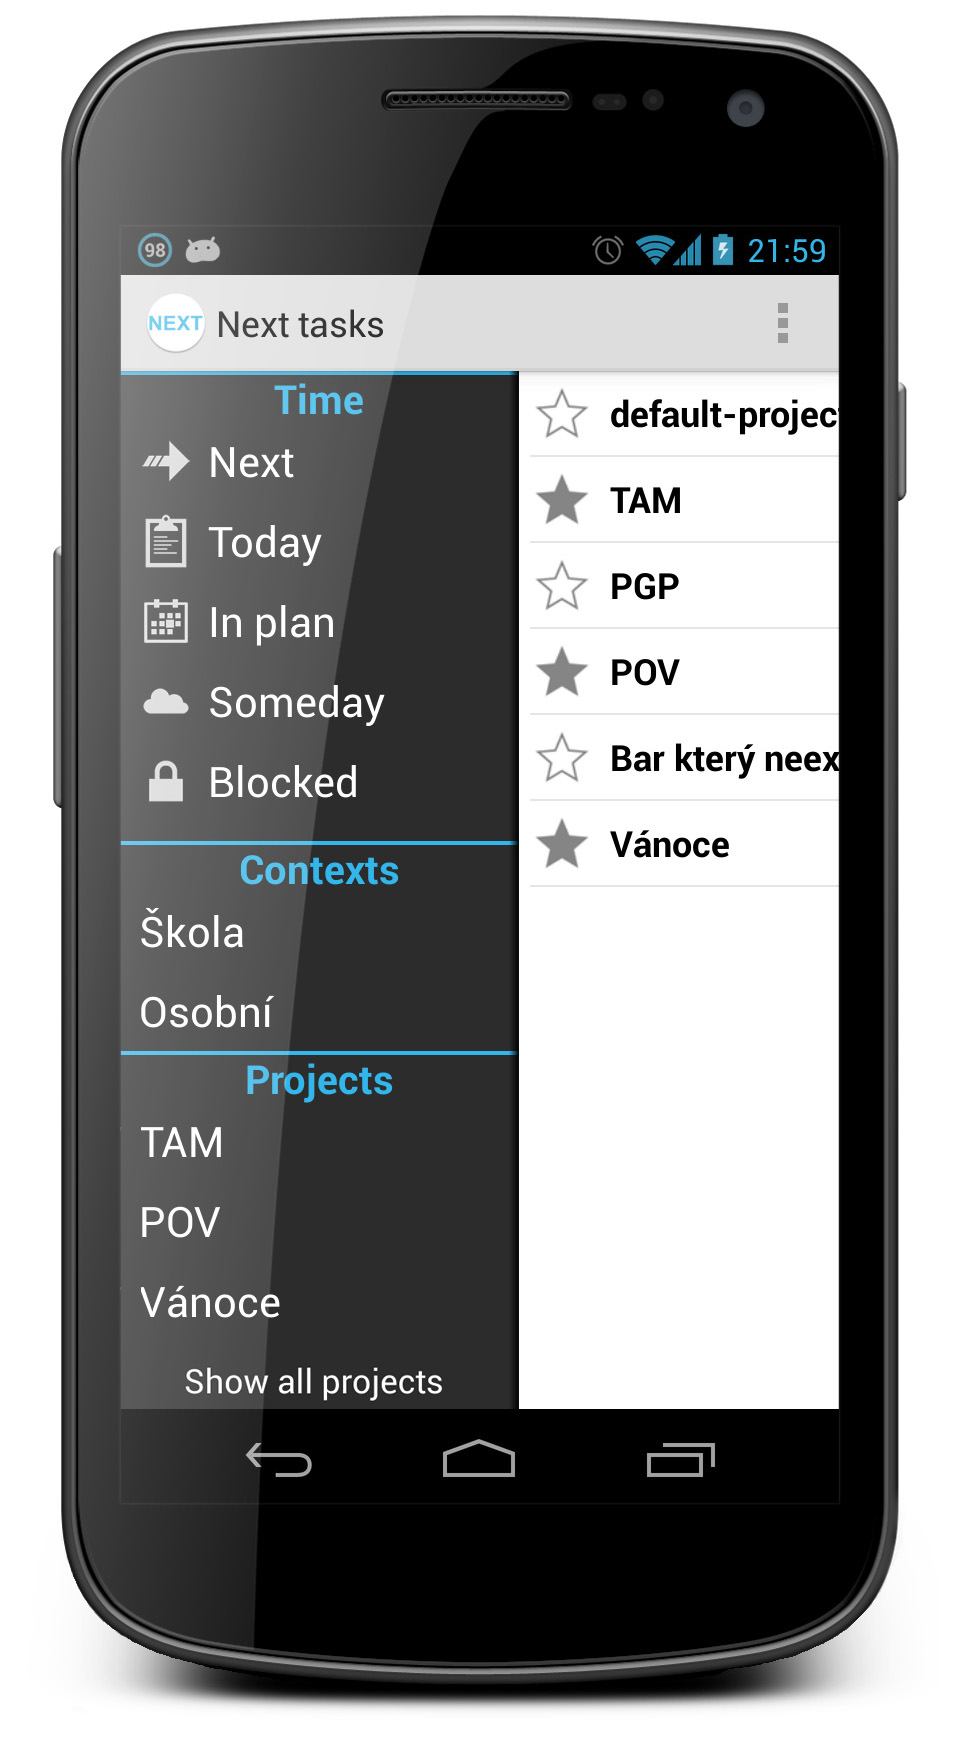 98
21:59
NEXT
Next tasks
Time
Next
Today
In plan
Someday
Blocked
Contexts
Škola
Osobní
Projects
TAM
POV
Vánoce
Show all projects
default-projec
TAM
PGP
POV
Bar který neex
Vánoce